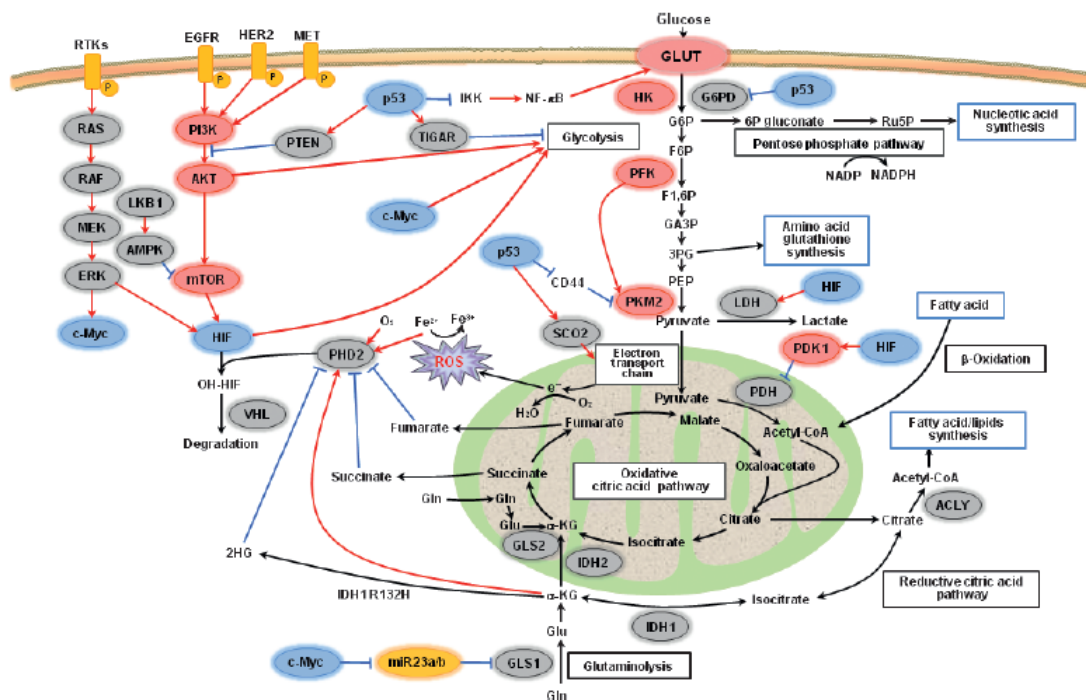 Glucose
RTKs
EGFR
HER2
MET
P
P
P
P
GLUT
RAS
RAF
MEK
ERK
c-Myc
PI3K
AKT
mTOR
HIF
LKB1
AMPK
PTEN
p53
IKK
NF-κB
TIGAR
Glycolysis
c-Myc
HK
G6PD
p53
G6P
6P gluconate
Ru5P
Nucleotic acid
synthesis
Pentose phosphate pathway
NADP
NADPH
F6P
PFK
F1,6P
GA3P
3PG
Amino acid
glutathione
synthesis
PEP
p53
CD44
PKM2
SCO2
LDH
HIF
Pyruvate
Lactate
PDK1
HIF
PDH
Fatty acid
β-Oxidation
Fatty acid/lipids
synthesis
Acetyl-CoA
ACLY
Citrate
Reductive citric acid
pathway
OH-HIF
VHL
Degradation
PHD2
Fe²⁺
Fe³⁺
ROS
Electron
transport
chain
e⁻
O₂
H₂O
Pyruvate
Acetyl-CoA
Malate
Fumarate
Fumarate
Oxaloacetate
Succinate
Succinate
Oxidative
citric acid pathway
Citrate
Isocitrate
Gln
Gln
Glu
α-KG
GLS2
IDH2
2HG
IDH1 R132H
α-KG
Isocitrate
IDH1
Glu
c-Myc
miR23a/b
GLS1
Glutaminolysis
Gln